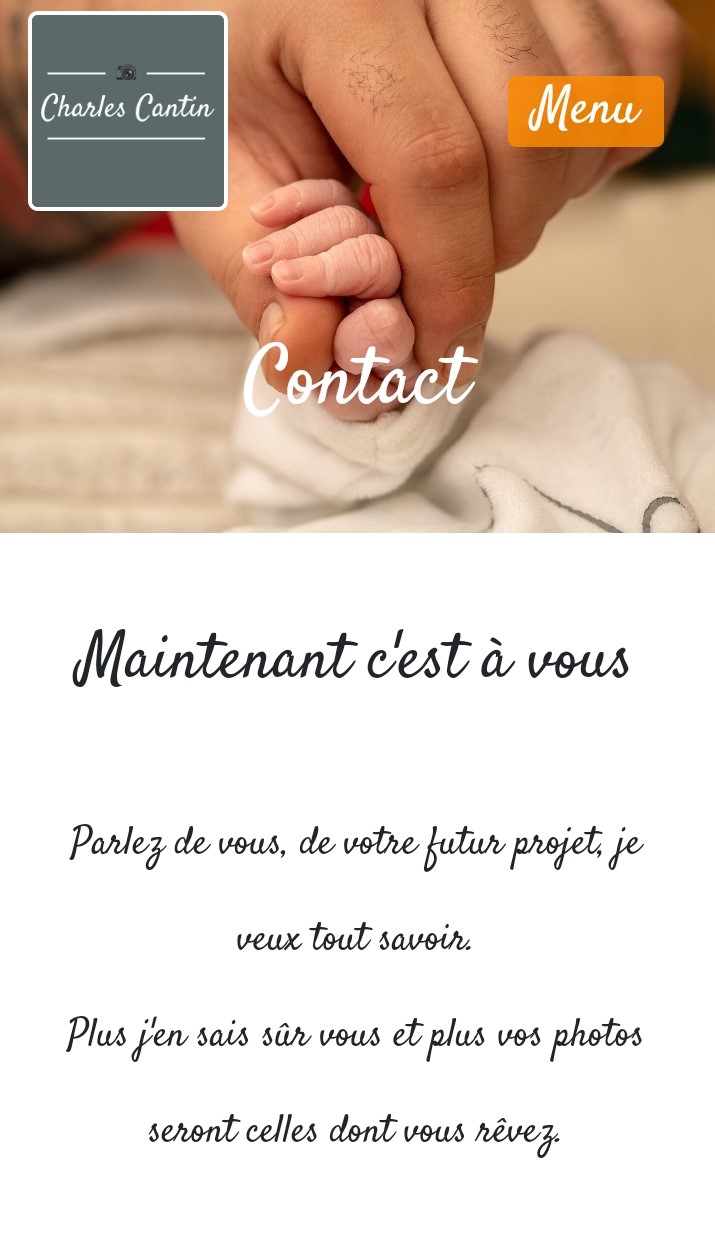 Charles Cantin
Menu
Contact
Maintenant c'est à vous
Parlez de vous, de votre futur projet, je
veux tout savoir.
Plus j'en sais sûr vous et plus vos photos
seront celles dont vous rêvez.